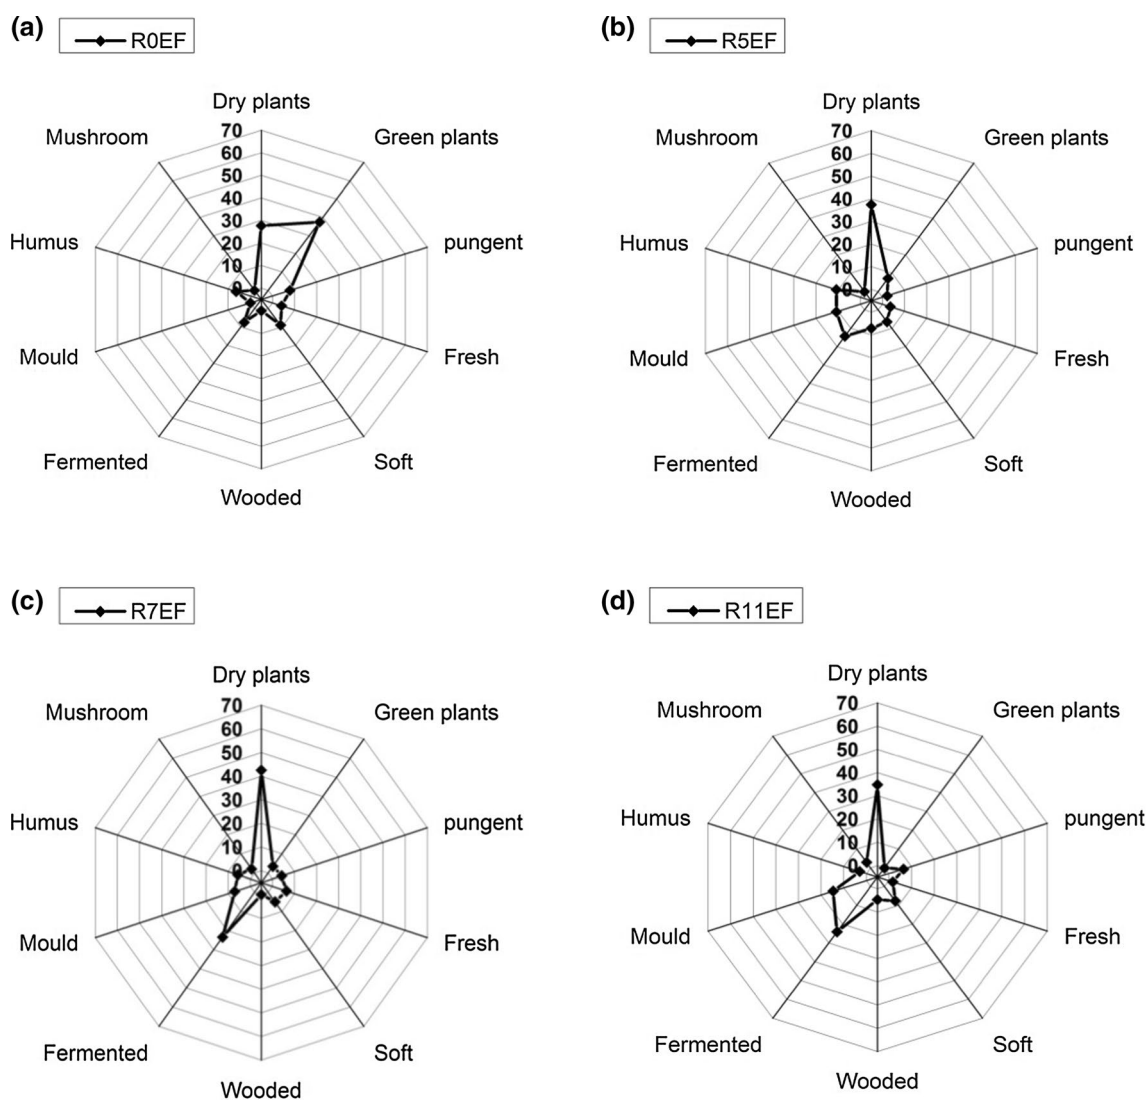 (a)
R0EF
Dry plants
Mushroom
Green plants
70
60
50
40
30
20
10
0
Humus
pungent
Mould
Fresh
Fermented
Soft
Wooded
(b)
R5EF
Dry plants
Mushroom
Green plants
70
60
50
40
30
20
10
0
Humus
pungent
Mould
Fresh
Fermented
Soft
Wooded
(c)
R7EF
Dry plants
Mushroom
Green plants
70
60
50
40
30
20
10
0
Humus
pungent
Mould
Fresh
Fermented
Soft
Wooded
(d)
R11EF
Dry plants
Mushroom
Green plants
70
60
50
40
30
20
10
0
Humus
pungent
Mould
Fresh
Fermented
Soft
Wooded